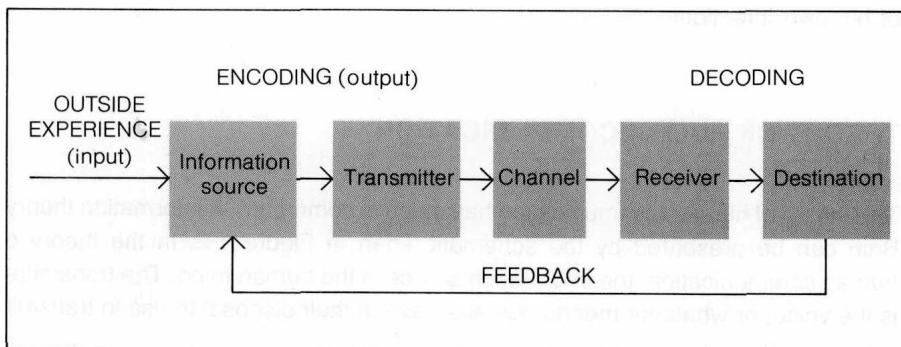 ENCODING (output)
DECODING
OUTSIDE
EXPERIENCE
(input)
Information
source
Transmitter
Channel
Receiver
Destination
FEEDBACK